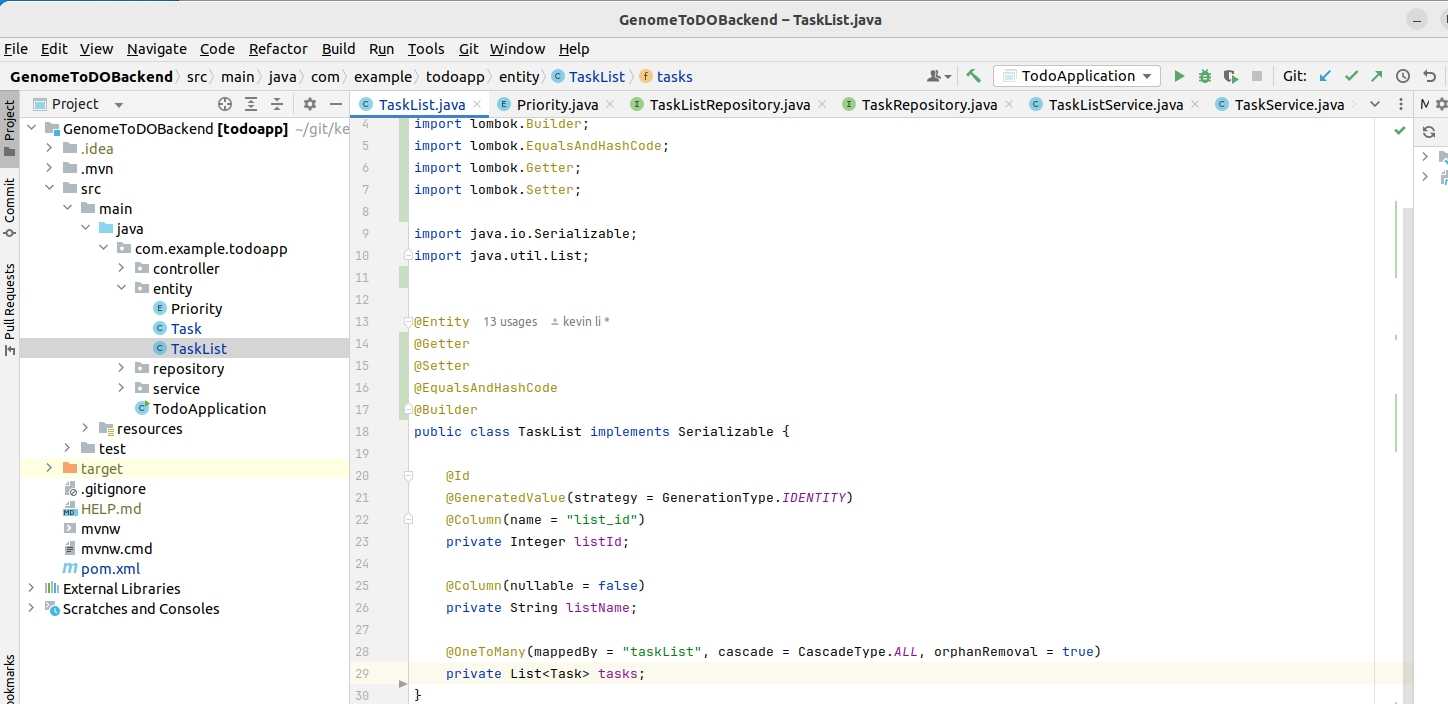 GenomeToDOBackend – TaskList.java
File Edit View Navigate Code Refactor Build Run Tools Git Window Help
GenomeToDOBackend src main java com example todoapp entity C TaskList f tasks TodoApplication Git:
Project
Commit
Pull Requests
Project
TaskList.java Priority.java TaskListRepository.java TaskRepository.java TaskListService.java TaskService.java
GenomeToDOBackend [todoapp] ~/git/ke
.idea
.mvn
src
main
java
com.example.todoapp
controller
entity
Priority
Task
TaskList
repository
service
TodoApplication
resources
test
target
.gitignore
HELP.md
mvnw
mvnw.cmd
pom.xml
External Libraries
Scratches and Consoles
4 import lombok.Builder;
5 import lombok.EqualsAndHashCode;
6 import lombok.Getter;
7 import lombok.Setter;
8
9 import java.io.Serializable;
10 import java.util.List;
11
12
13 @Entity 13 usages kevin li *
14 @Getter
15 @Setter
16 @EqualsAndHashCode
17 @Builder
18 public class TaskList implements Serializable {
19
20 @Id
21 @GeneratedValue(strategy = GenerationType.IDENTITY)
22 @Column(name = "list_id")
23 private Integer listId;
24
25 @Column(nullable = false)
26 private String listName;
27
28 @OneToMany(mappedBy = "taskList", cascade = CascadeType.ALL, orphanRemoval = true)
29 private List<Task> tasks;
30 }